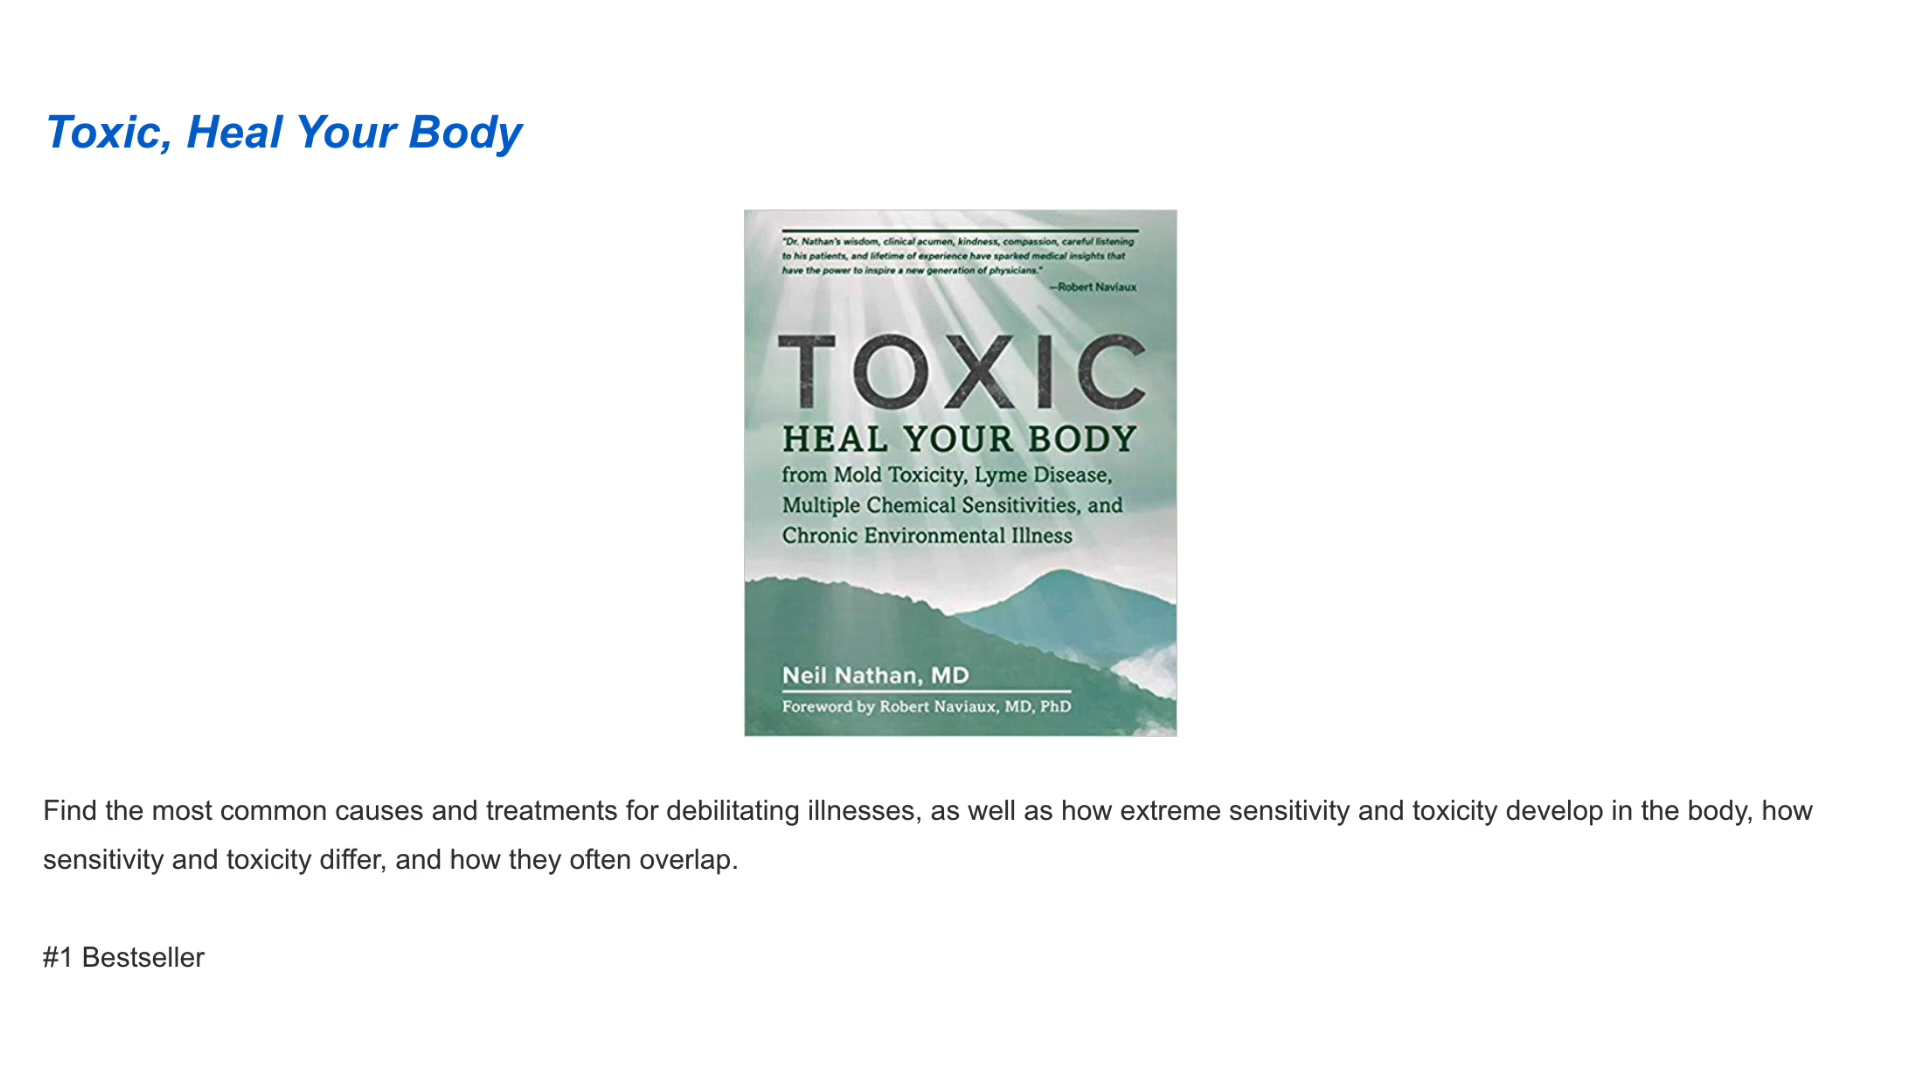 Toxic, Heal Your Body
"Dr. Nathan's wisdom, clinical acumen, kindness, compassion, careful listening
to his patients, and lifetime of experience have sparked medical insights that
have the power to inspire a new generation of physicians."
—Robert Naviaux
TOXIC
HEAL YOUR BODY
from Mold Toxicity, Lyme Disease,
Multiple Chemical Sensitivities, and
Chronic Environmental Illness
Neil Nathan, MD
Foreword by Robert Naviaux, MD, PhD
Find the most common causes and treatments for debilitating illnesses, as well as how extreme sensitivity and toxicity develop in the body, how
sensitivity and toxicity differ, and how they often overlap.
#1 Bestseller